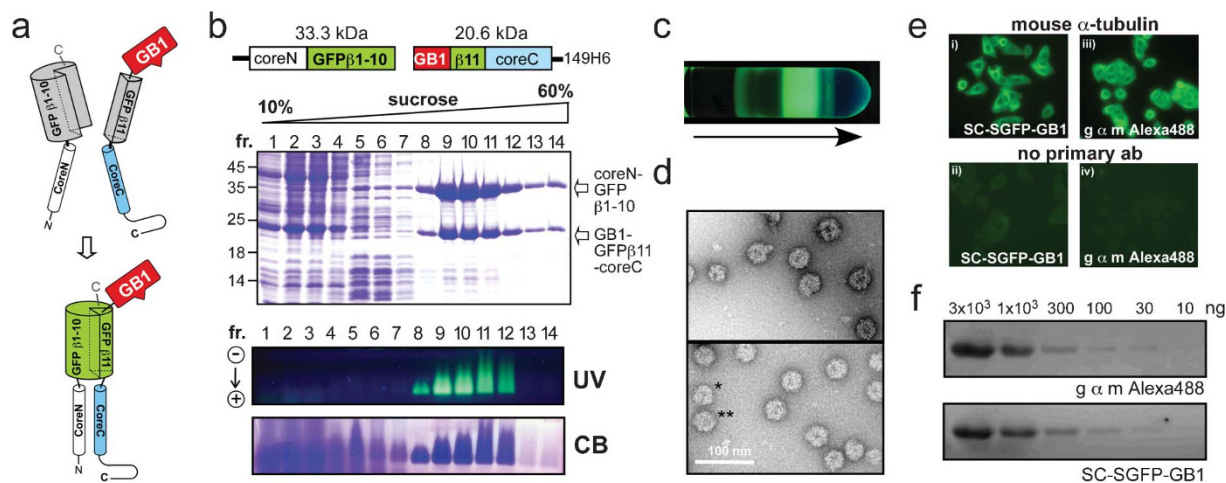 a
C
GB1
GFP β1-10
GFP β11
CoreN
CoreC
N
C
C
GB1
GFP β1-10
GFP β11
CoreN
CoreC
N
C
b
33.3 kDa
20.6 kDa
coreN GFPβ1-10
GB1 β11 coreC 149H6
10% sucrose 60%
fr. 1 2 3 4 5 6 7 8 9 10 11 12 13 14
45
35
25
18
14
coreN-
GFP
β1-10
GB1-
GFPβ11
-coreC
fr. 1 2 3 4 5 6 7 8 9 10 11 12 13 14
−
+
UV
CB
c
d
*
**
100 nm
e
mouse α-tubulin
i)
SC-SGFP-GB1
iii)
g α m Alexa488
no primary ab
ii)
SC-SGFP-GB1
iv)
g α m Alexa488
f
3x10³ 1x10³ 300 100 30 10 ng
g α m Alexa488
SC-SGFP-GB1